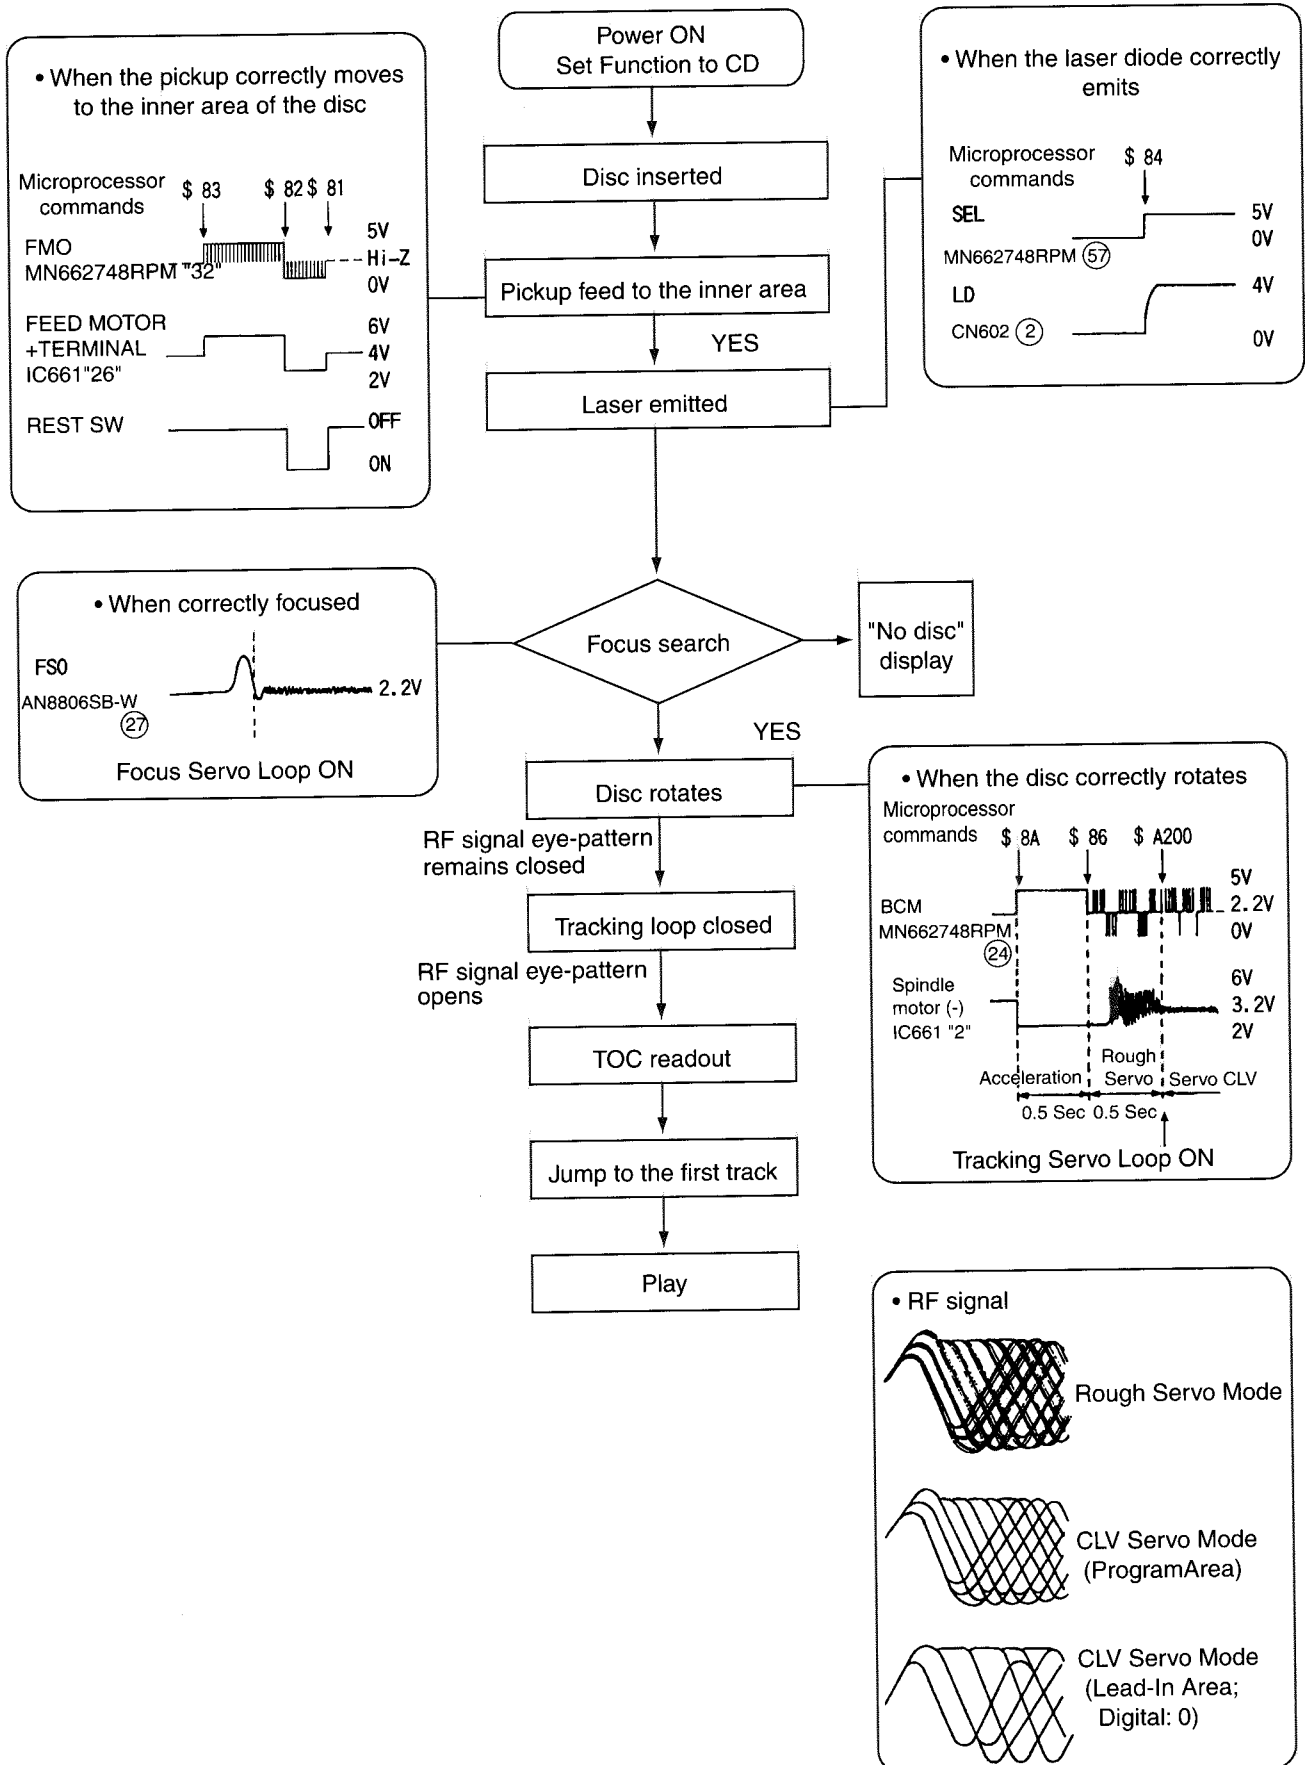 Power ON
Set Function to CD
• When the pickup correctly moves
to the inner area of the disc
Microprocessor
commands
$ 83
$ 82
$ 81
FMO
MN662748RPM "32"
5V
Hi-Z
0V
FEED MOTOR
+TERMINAL
IC661"26"
6V
4V
2V
REST SW
OFF
ON
• When the laser diode correctly
emits
Microprocessor
commands
$ 84
SEL
MN662748RPM 57
5V
0V
LD
CN602 2
4V
0V
Disc inserted
Pickup feed to the inner area
YES
Laser emitted
• When correctly focused
FSO
AN8806SB-W
27
2.2V
Focus Servo Loop ON
Focus search
"No disc"
display
YES
Disc rotates
RF signal eye-pattern
remains closed
Tracking loop closed
RF signal eye-pattern
opens
TOC readout
Jump to the first track
Play
• When the disc correctly rotates
Microprocessor
commands
$ 8A
$ 86
$ A200
BCM
MN662748RPM
24
5V
2.2V
0V
Spindle
motor (-)
IC661 "2"
6V
3.2V
2V
Acceleration
Rough
Servo
Servo CLV
0.5 Sec
0.5 Sec
Tracking Servo Loop ON
• RF signal
Rough Servo Mode
CLV Servo Mode
(ProgramArea)
CLV Servo Mode
(Lead-In Area;
Digital: 0)